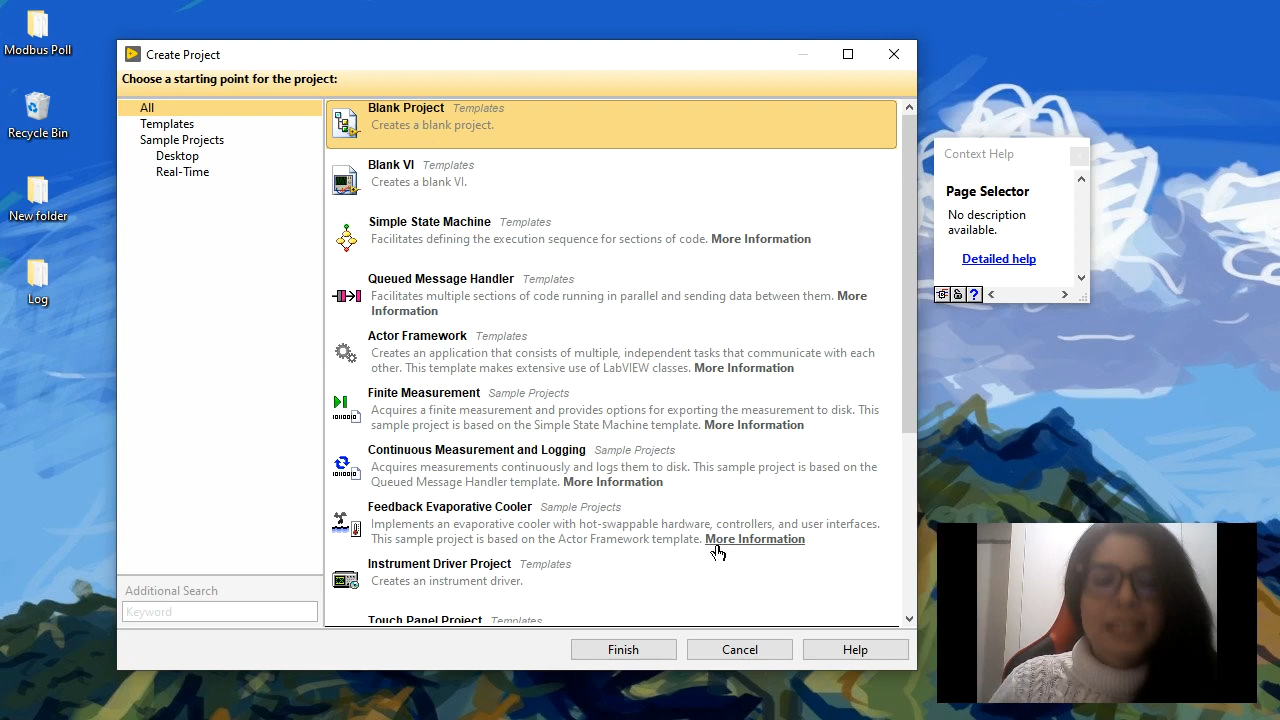 Modbus Poll
Recycle Bin
New folder
Log
Create Project
Choose a starting point for the project:
All
Templates
Sample Projects
Desktop
Real-Time
Additional Search
Keyword
Blank Project Templates
Creates a blank project.
Blank VI Templates
Creates a blank VI.
Simple State Machine Templates
Facilitates defining the execution sequence for sections of code. More Information
Queued Message Handler Templates
Facilitates multiple sections of code running in parallel and sending data between them. More
Information
Actor Framework Templates
Creates an application that consists of multiple, independent tasks that communicate with each
other. This template makes extensive use of LabVIEW classes. More Information
Finite Measurement Sample Projects
Acquires a finite measurement and provides options for exporting the measurement to disk. This
sample project is based on the Simple State Machine template. More Information
Continuous Measurement and Logging Sample Projects
Acquires measurements continuously and logs them to disk. This sample project is based on the
Queued Message Handler template. More Information
Feedback Evaporative Cooler Sample Projects
Implements an evaporative cooler with hot-swappable hardware, controllers, and user interfaces.
This sample project is based on the Actor Framework template. More Information
Instrument Driver Project Templates
Creates an instrument driver.
Touch Panel Project Templates
Finish
Cancel
Help
Context Help
Page Selector
No description
available.
Detailed help
?